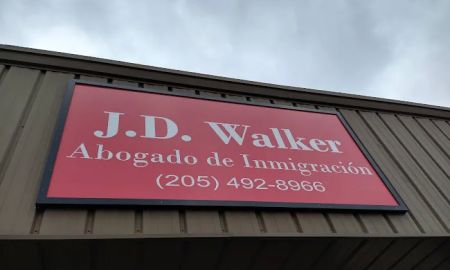 J.D. Walker
Abogado de Inmigración
(205) 492-8966